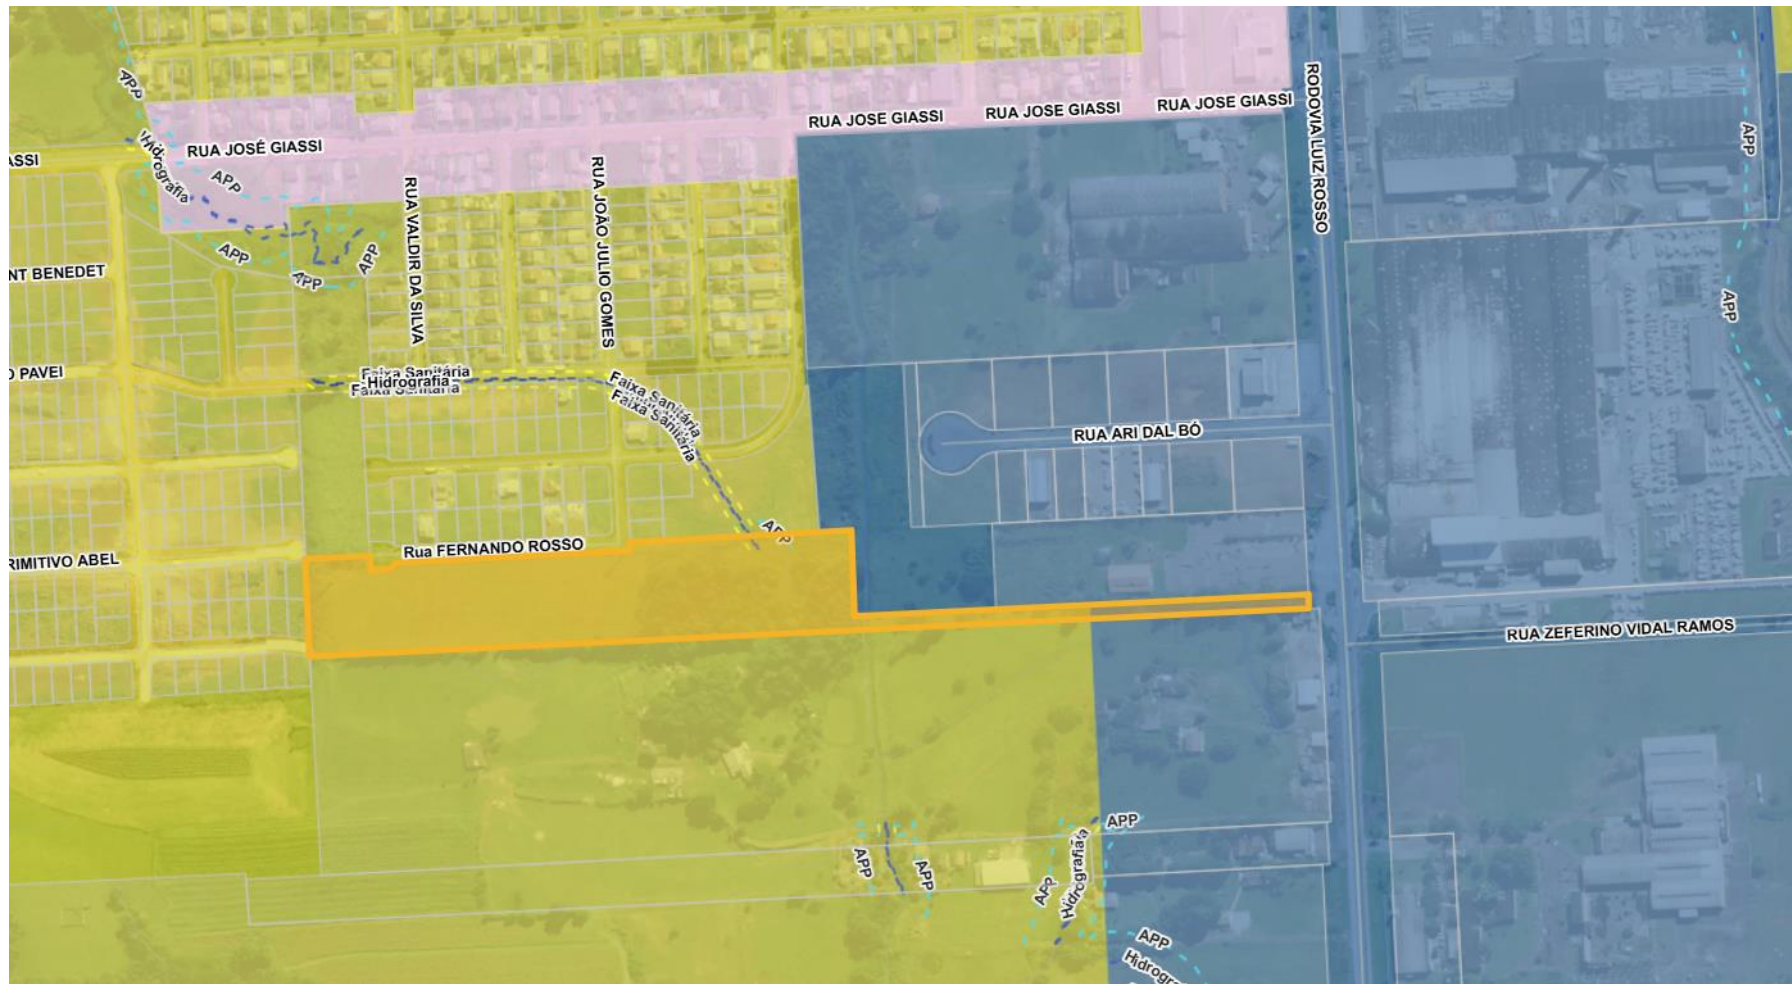 RUA JOSE GIASSI
RUA JOSE GIASSI
RUA JOSE GIASSI
RODOVIA LUIZ ROSSO
APP
Hidrografia
ASSI
RUA JOSÉ GIASSI
APP
APP
RUA VALDIR DA SILVA
RUA JOÃO JULIO GOMES
APP
APP
APP
NT BENEDET
APP
O PAVEI
Faixa Sanitária
Hidrografia
Faixa Sanitária
Faixa Sanitária
Faixa Sanitária
RUA ARI DAL BÓ
APP
Rua FERNANDO ROSSO
RIMITIVO ABEL
RUA ZEFERINO VIDAL RAMOS
APP
APP
APP
Hidrografia
APP
APP
Hidrogra